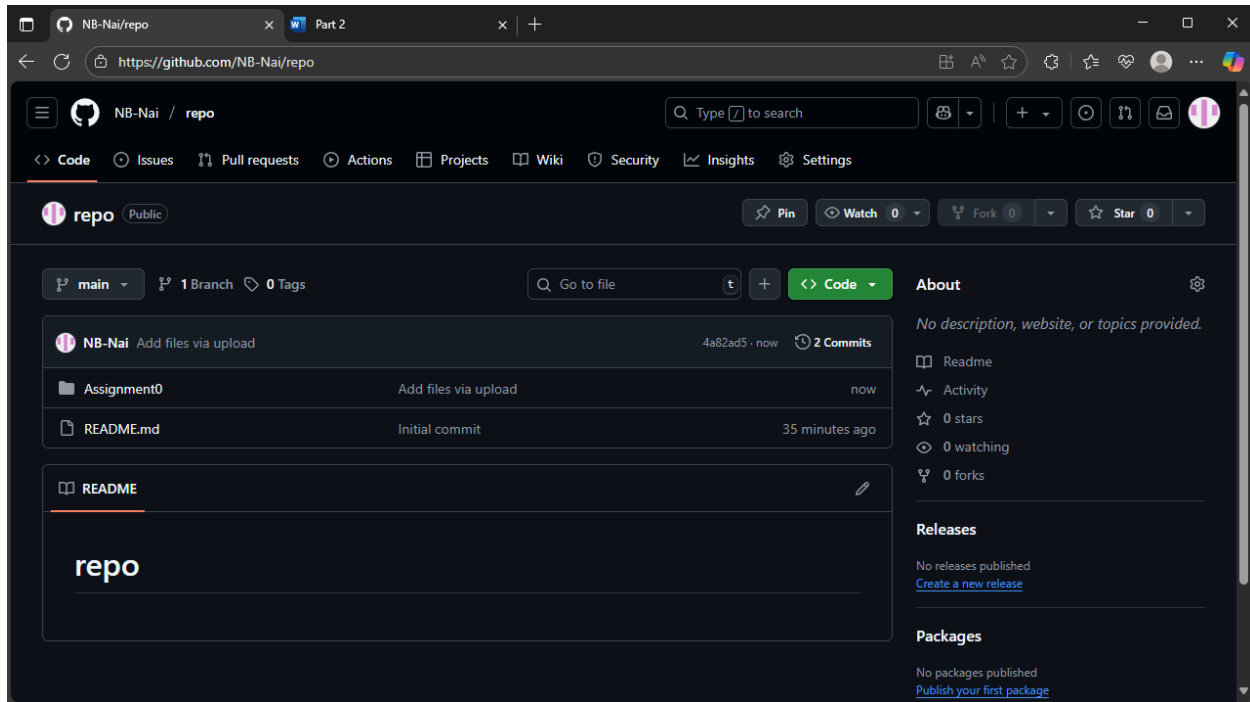 NB-Nai/repo
Part 2
https://github.com/NB-Nai/repo
NB-Nai / repo
Type / to search
Code Issues Pull requests Actions Projects Wiki Security Insights Settings
repo Public
Pin Watch 0 Fork 0 Star 0
main 1 Branch 0 Tags Go to file t Code
NB-Nai Add files via upload 4a82ad5 · now 2 Commits
Assignment0 Add files via upload now
README.md Initial commit 35 minutes ago
README
repo
About
No description, website, or topics provided.
Readme
Activity
0 stars
0 watching
0 forks
Releases
No releases published
Create a new release
Packages
No packages published
Publish your first package